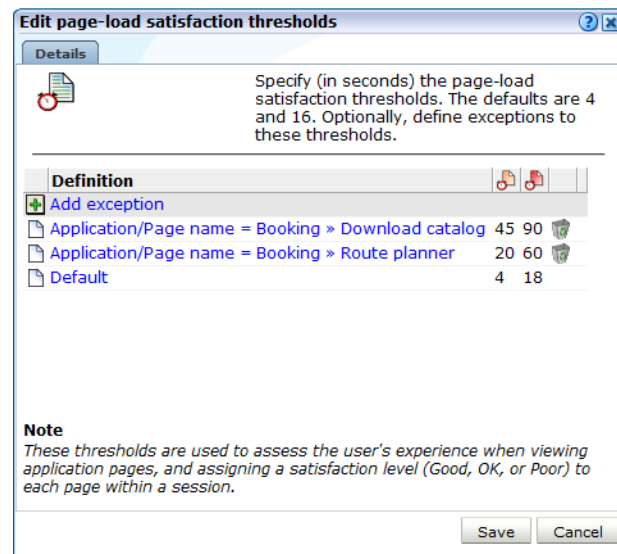 Edit page-load satisfaction thresholds
Details
Specify (in seconds) the page-load
satisfaction thresholds. The defaults are 4
and 16. Optionally, define exceptions to
these thresholds.
Definition
Add exception
Application/Page name = Booking » Download catalog 45 90
Application/Page name = Booking » Route planner 20 60
Default 4 18
Note
These thresholds are used to assess the user's experience when viewing
application pages, and assigning a satisfaction level (Good, OK, or Poor) to
each page within a session.
Save Cancel